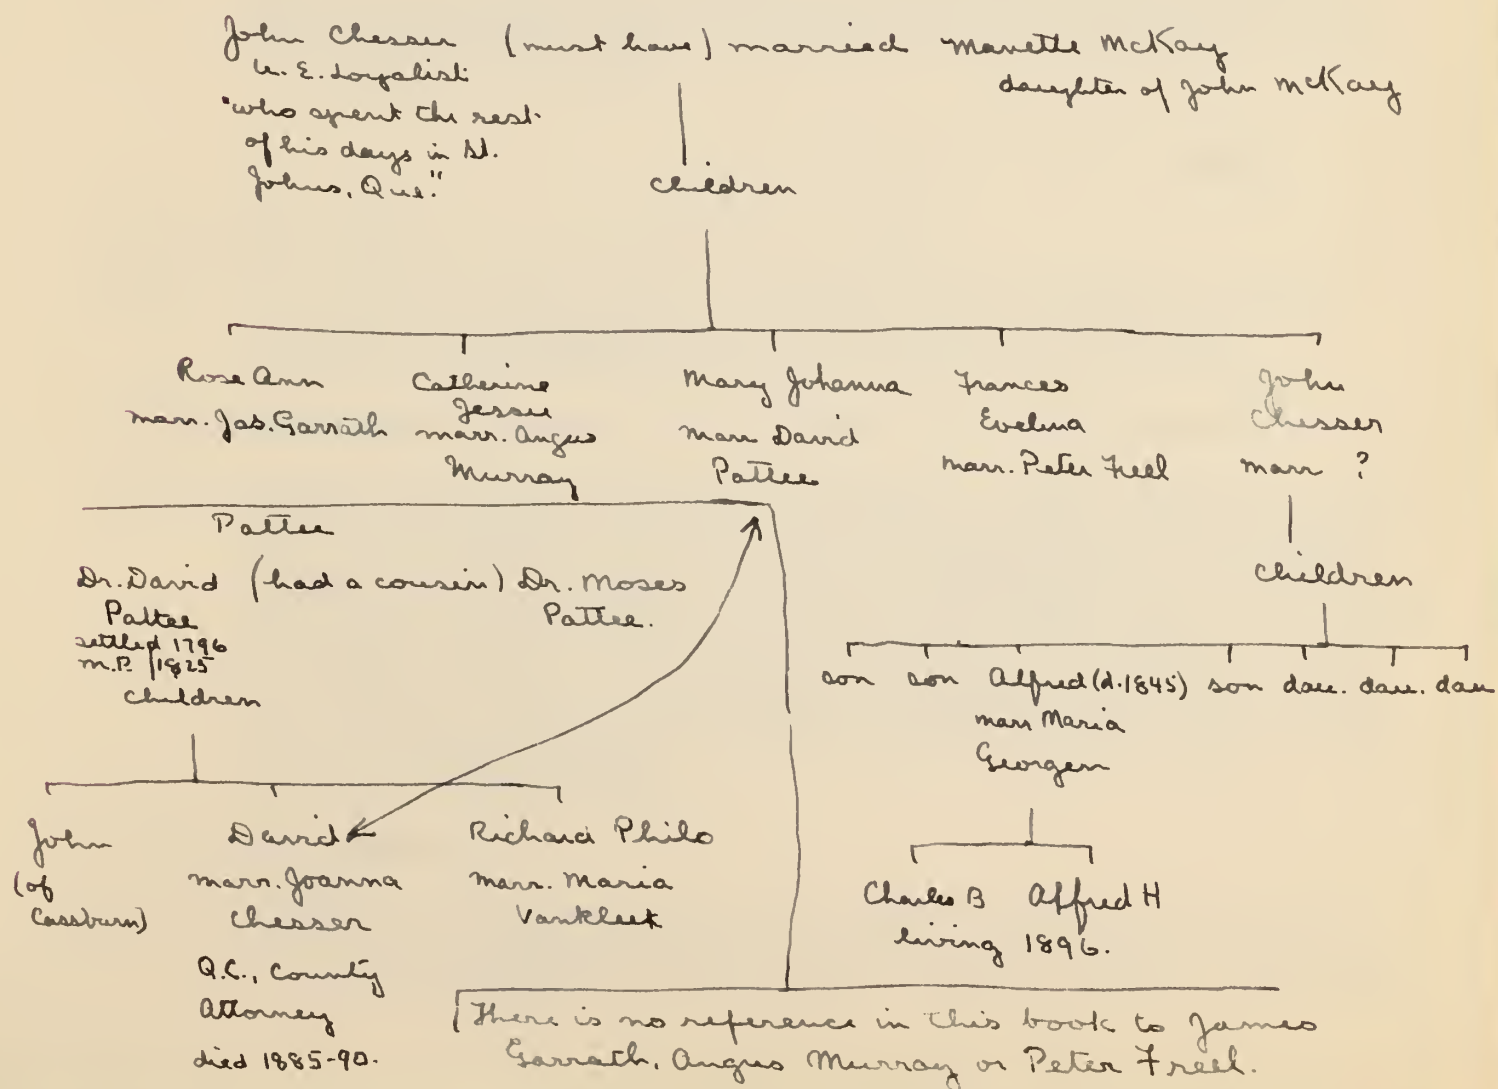 John Chesser (must have) married Manette McKay
U. E. Loyalist
daughter of John McKay
"who spent the rest
of his days in St.
Johns, Que."
children
Rose Ann
marr. Jas. Garrath
Catherine
Jessie
marr. Angus
Murray
Mary Johanna
marr David
Pattee
Frances
Evelina
marr. Peter Freel
John
Chesser
marr ?
children
son son Alfred (d. 1845) son dau. dau. dau
marr Maria
Georgen
Charles B Alfred H
living 1896.
Pattee
Dr. David (had a cousin) Dr. Moses
Pattee Pattee.
settled 1796
M.P. 1825
children
John
(of
Cassburn)
David
marr. Joanna
Chesser
Q.C., County
Attorney
died 1885-90.
Richard Philo
marr. Maria
Vankleek
There is no reference in this book to James
Garrath, Angus Murray or Peter Freel.